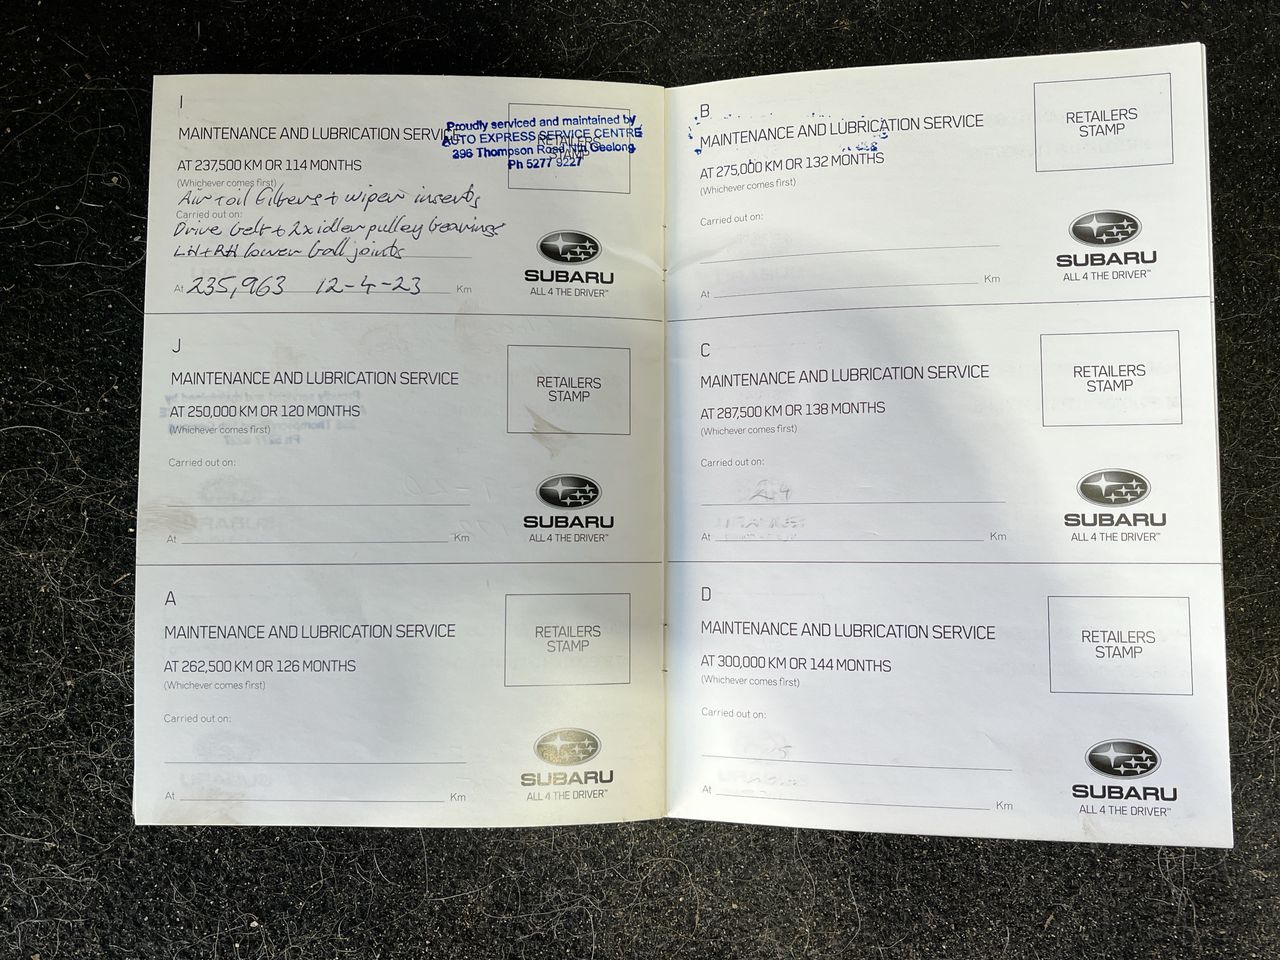 I
MAINTENANCE AND LUBRICATION SERVICE
Proudly serviced and maintained by
AUTO EXPRESS SERVICE CENTRE
296 Thompson Road Nth Geelong
Ph 5277 9227
RETAILERS
STAMP
AT 237,500 KM OR 114 MONTHS
(Whichever comes first)
Air + oil filters + wiper inserts
Carried out on:
Drive belt + 2x idler pulley bearings
LH + RH lower ball joints
At 235,963 12-4-23 Km
SUBARU
ALL 4 THE DRIVER™
J
MAINTENANCE AND LUBRICATION SERVICE
AT 250,000 KM OR 120 MONTHS
(Whichever comes first)
RETAILERS
STAMP
Carried out on:
At Km
SUBARU
ALL 4 THE DRIVER™
A
MAINTENANCE AND LUBRICATION SERVICE
AT 262,500 KM OR 126 MONTHS
(Whichever comes first)
RETAILERS
STAMP
Carried out on:
At Km
SUBARU
ALL 4 THE DRIVER™
B
MAINTENANCE AND LUBRICATION SERVICE
AT 275,000 KM OR 132 MONTHS
(Whichever comes first)
RETAILERS
STAMP
Carried out on:
At Km
SUBARU
ALL 4 THE DRIVER™
C
MAINTENANCE AND LUBRICATION SERVICE
AT 287,500 KM OR 138 MONTHS
(Whichever comes first)
RETAILERS
STAMP
Carried out on:
At Km
SUBARU
ALL 4 THE DRIVER™
D
MAINTENANCE AND LUBRICATION SERVICE
AT 300,000 KM OR 144 MONTHS
(Whichever comes first)
RETAILERS
STAMP
Carried out on:
At Km
SUBARU
ALL 4 THE DRIVER™